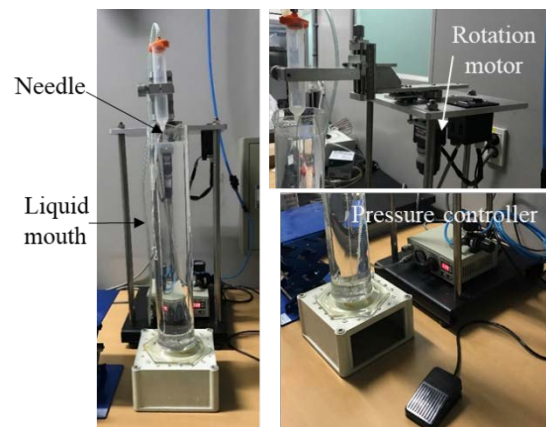 Needle
Liquid
mouth
Rotation
motor
Pressure controller